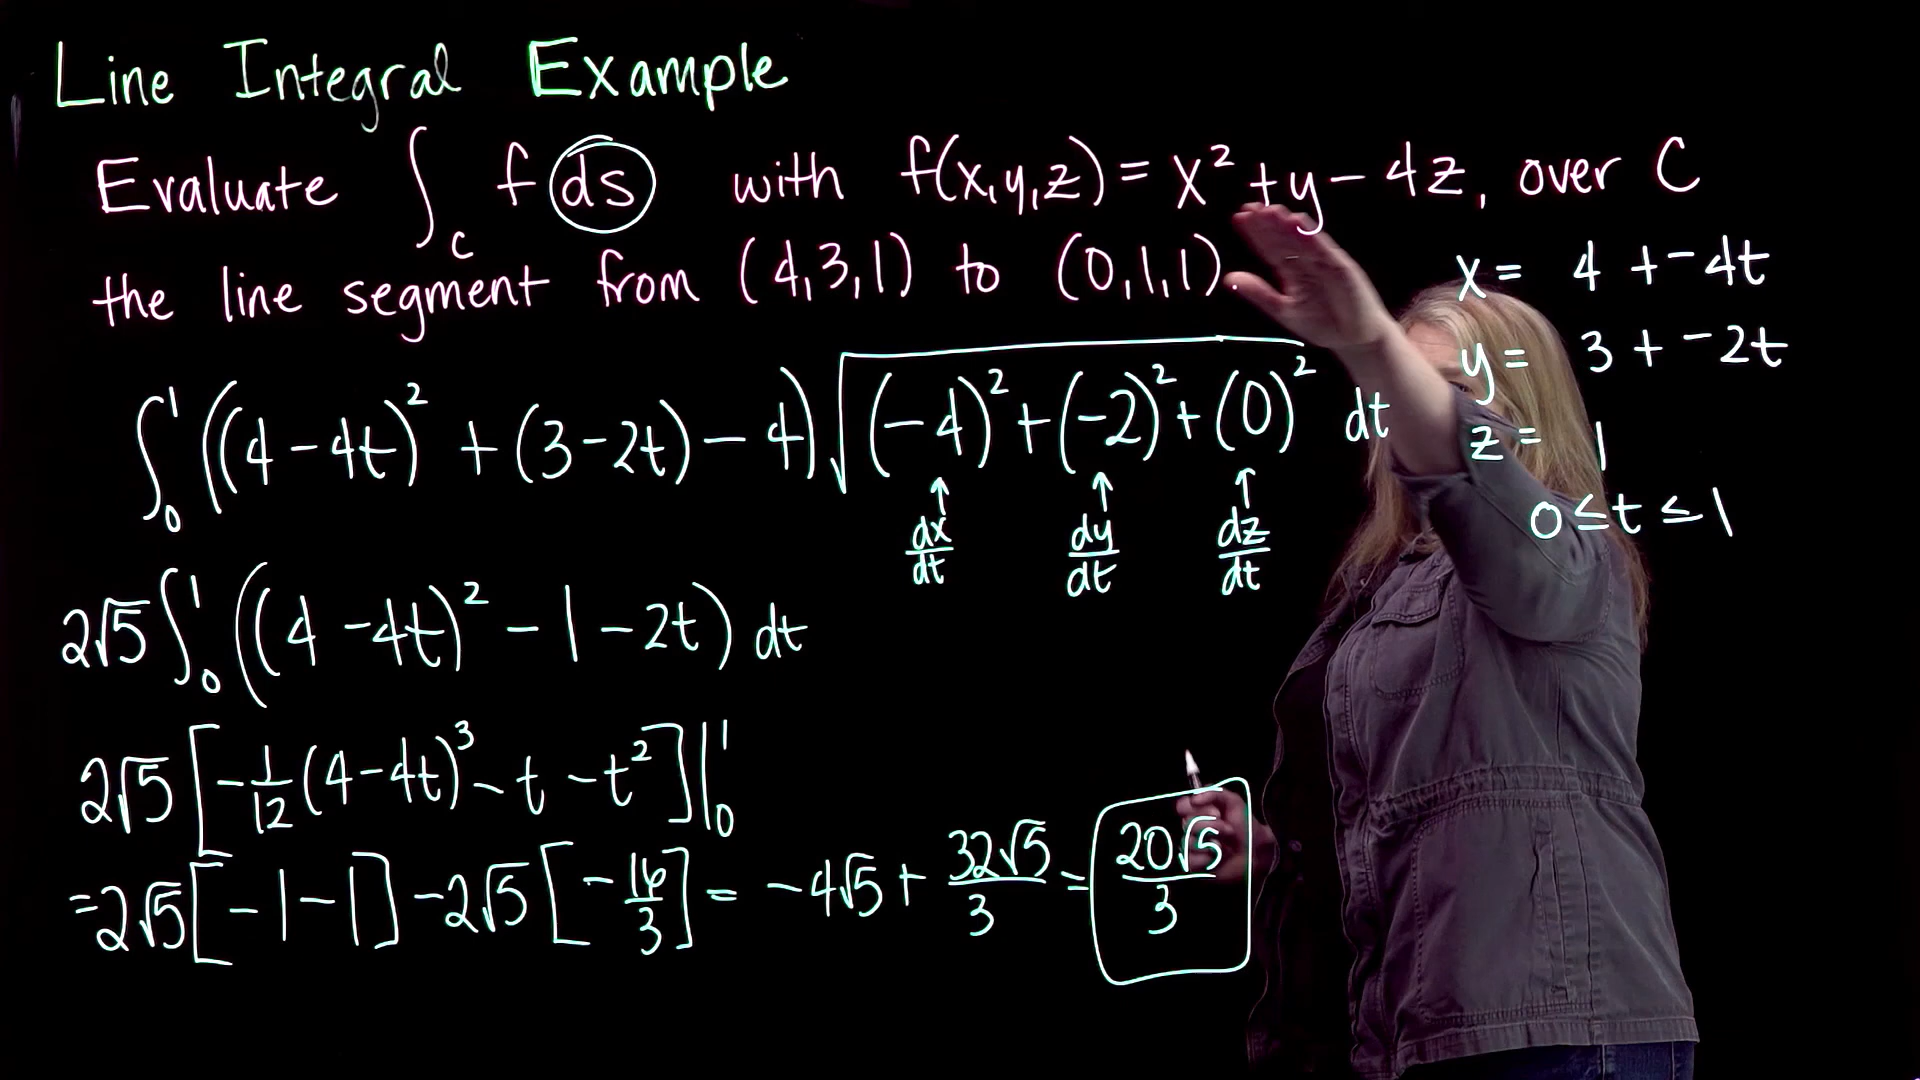 Line Integral Example
Evaluate ∫_C f ds with f(x,y,z) = x² + y - 4z, over C
the line segment from (4,3,1) to (0,1,1).
x = 4 + -4t
y = 3 + -2t
z = 1
0 ≤ t ≤ 1
∫₀¹ ((4-4t)² + (3-2t) - 4) √((-4)² + (-2)² + (0)²) dt
↑ ↑ ↑
dx/dt dy/dt dz/dt
2√5 ∫₀¹ ((4-4t)² - 1 - 2t) dt
2√5 [-1/12 (4-4t)³ - t - t²] |₀¹
= 2√5 [-1-1] - 2√5 [-16/3] = -4√5 + 32√5/3 = 20√5/3